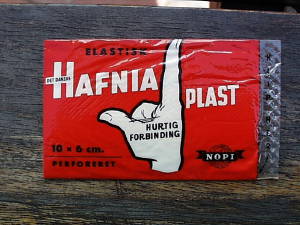 ELASTISK
DET DANSKE
HAFNIA
PLAST
HURTIG
FORBINDING
10 × 6 cm.
PERFORERET
NOPI